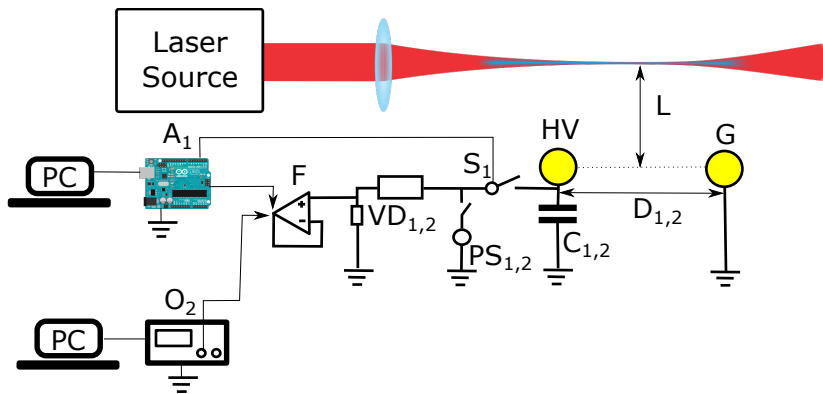 Laser
Source
L
HV
G
A1
S1
PC
F
+
-
VD1,2
D1,2
C1,2
PS1,2
O2
PC